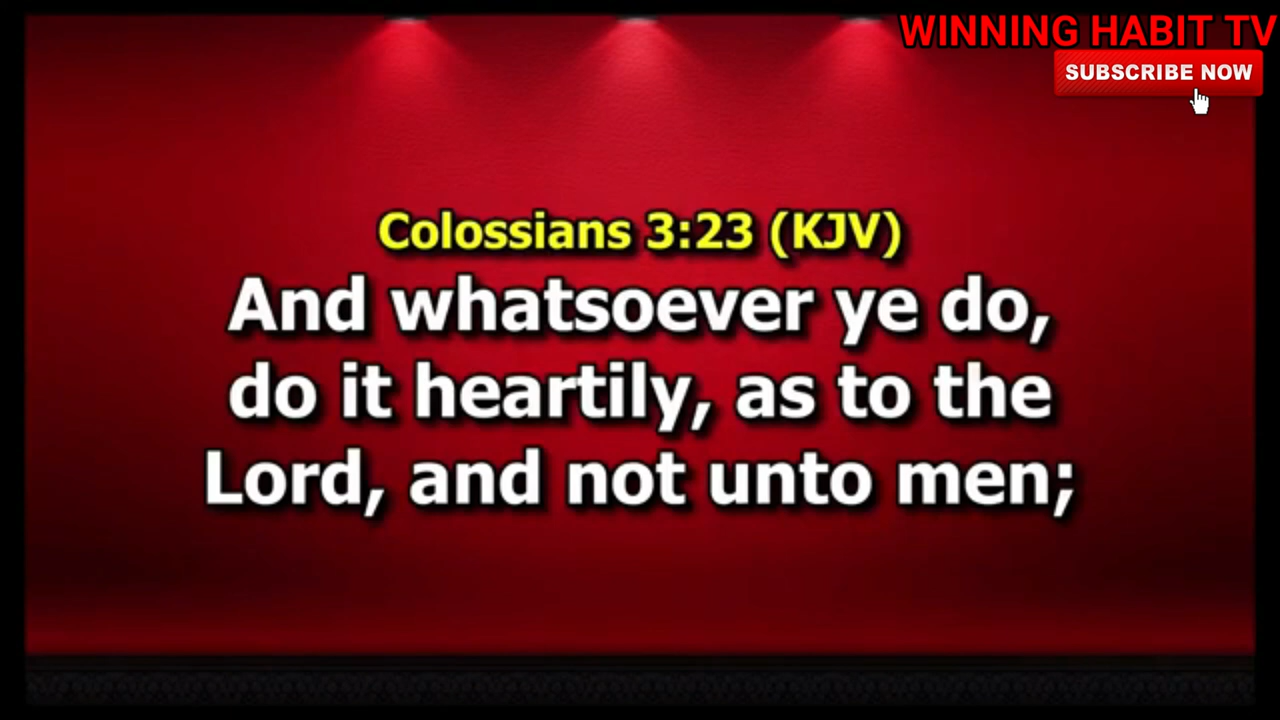 WINNING HABIT TV
SUBSCRIBE NOW
Colossians 3:23 (KJV)
And whatsoever ye do,
do it heartily, as to the
Lord, and not unto men;